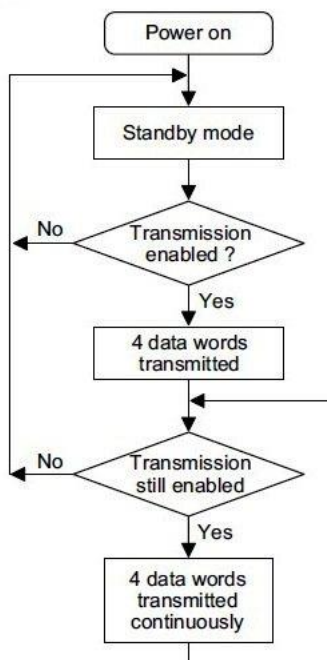 Power on
Standby mode
Transmission
enabled ?
No
Yes
4 data words
transmitted
Transmission
still enabled
No
Yes
4 data words
transmitted
continuously